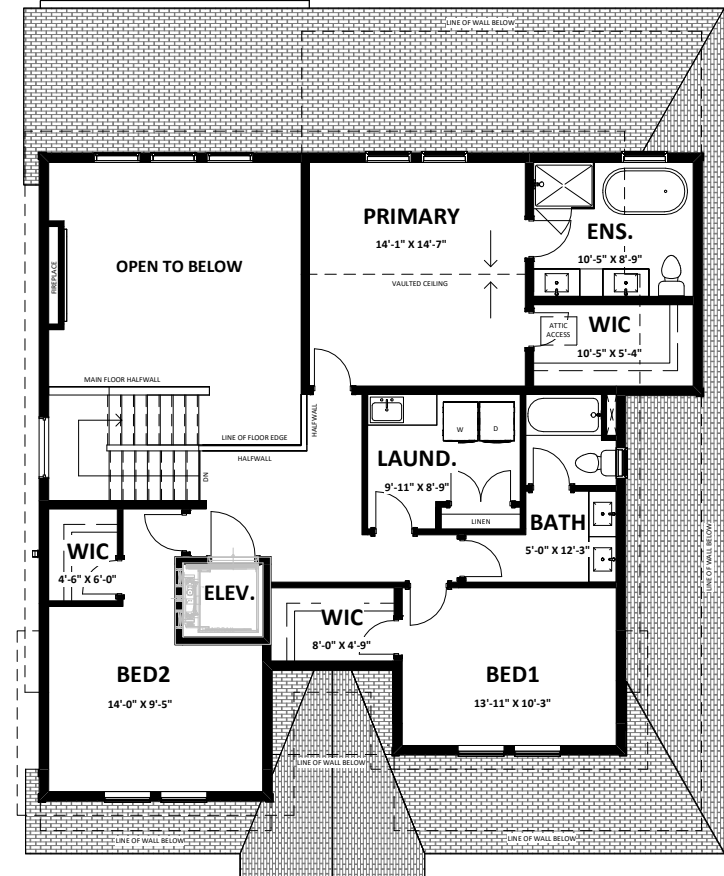 LINE OF WALL BELOW
PRIMARY
14'-1" X 14'-7"
VAULTED CEILING
ENS.
10'-5" X 8'-9"
OPEN TO BELOW
FIREPLACE
ATTIC
ACCESS
WIC
10'-5" X 5'-4"
MAIN FLOOR HALFWALL
HALFWALL
LINE OF FLOOR EDGE
HALFWALL
DN
W
D
LAUND.
9'-11" X 8'-9"
LINEN
BATH
5'-0" X 12'-3"
LINE OF WALL BELOW
WIC
4'-6" X 6'-0"
ELEV.
WIC
8'-0" X 4'-9"
BED2
14'-0" X 9'-5"
BED1
13'-11" X 10'-3"
LINE OF WALL BELOW
LINE OF WALL BELOW
LINE OF WALL BELOW